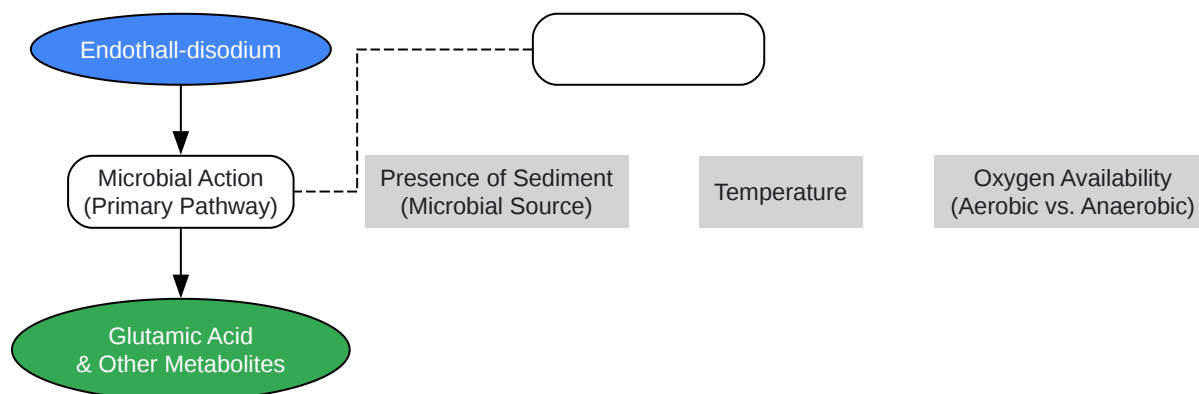 Endothall-disodium
Microbial Action
(Primary Pathway)
Presence of Sediment
(Microbial Source)
Temperature
Oxygen Availability
(Aerobic vs. Anaerobic)
Glutamic Acid
& Other Metabolites